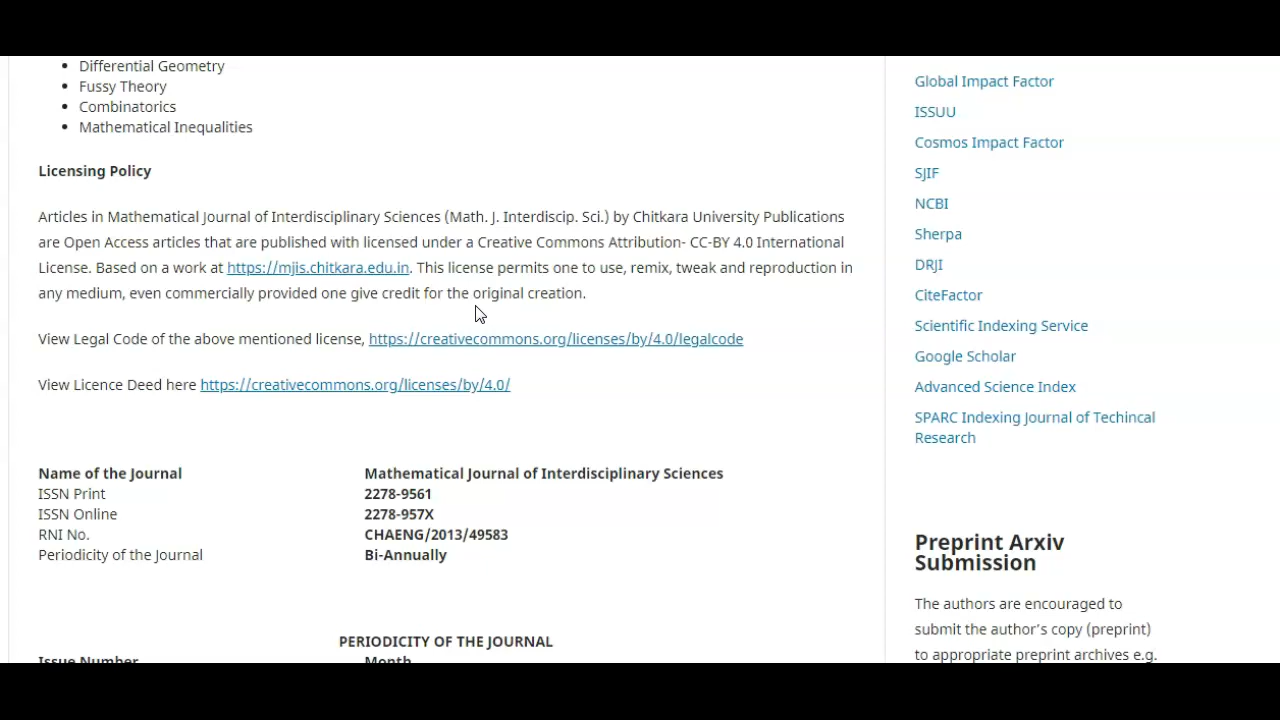 Differential Geometry
Fussy Theory
Combinatorics
Mathematical Inequalities
Licensing Policy
Articles in Mathematical Journal of Interdisciplinary Sciences (Math. J. Interdiscip. Sci.) by Chitkara University Publications
are Open Access articles that are published with licensed under a Creative Commons Attribution- CC-BY 4.0 International
License. Based on a work at https://mjis.chitkara.edu.in. This license permits one to use, remix, tweak and reproduction in
any medium, even commercially provided one give credit for the original creation.
View Legal Code of the above mentioned license, https://creativecommons.org/licenses/by/4.0/legalcode
View Licence Deed here https://creativecommons.org/licenses/by/4.0/
Name of the Journal Mathematical Journal of Interdisciplinary Sciences
ISSN Print 2278-9561
ISSN Online 2278-957X
RNI No. CHAENG/2013/49583
Periodicity of the Journal Bi-Annually
PERIODICITY OF THE JOURNAL
Issue Number Month
Global Impact Factor
ISSUU
Cosmos Impact Factor
SJIF
NCBI
Sherpa
DRJI
CiteFactor
Scientific Indexing Service
Google Scholar
Advanced Science Index
SPARC Indexing Journal of Techincal
Research
Preprint Arxiv
Submission
The authors are encouraged to
submit the author's copy (preprint)
to appropriate preprint archives e.g.